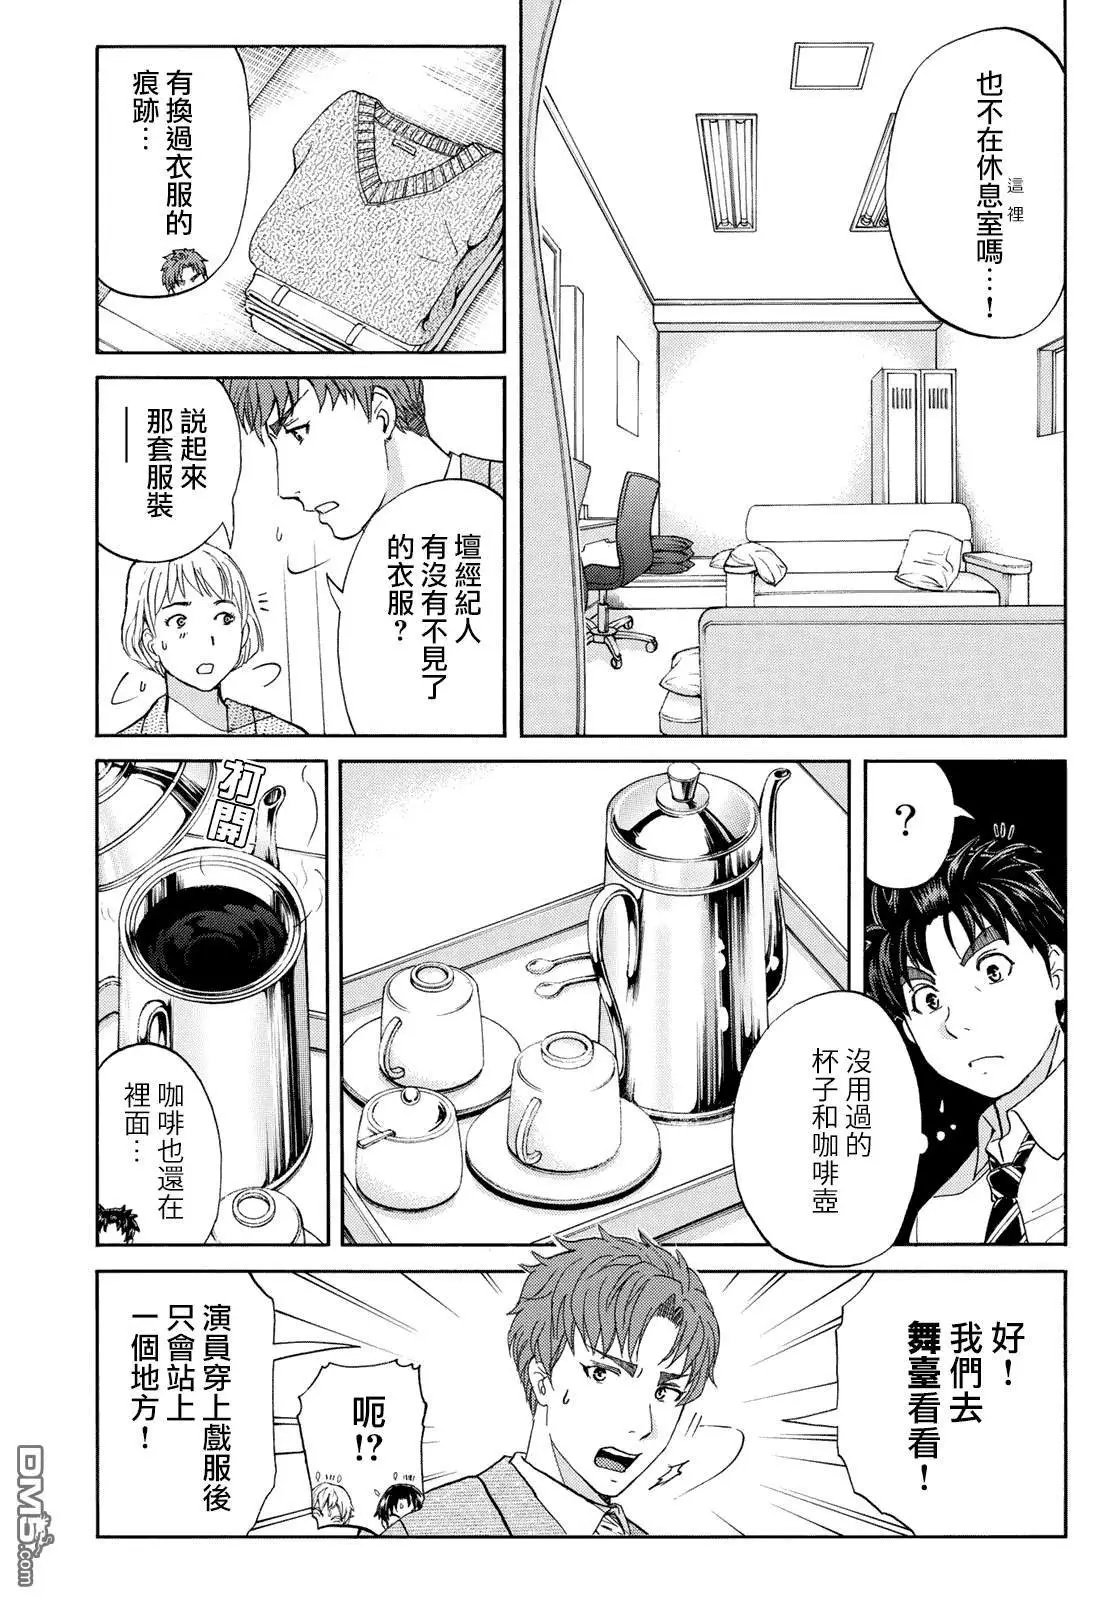 也不在休息室嗎…！
這裡
有換過衣服的
痕跡…
壇經紀人
有沒有不見了
的衣服？
説起來
那套服裝
——
？
沒用過的
杯子和咖啡壺
打開
咖啡也還在
裡面…
好！
我們去
舞臺看看！
呃!?
演員穿上戲服後
只會站上
一個地方！
DM5.com